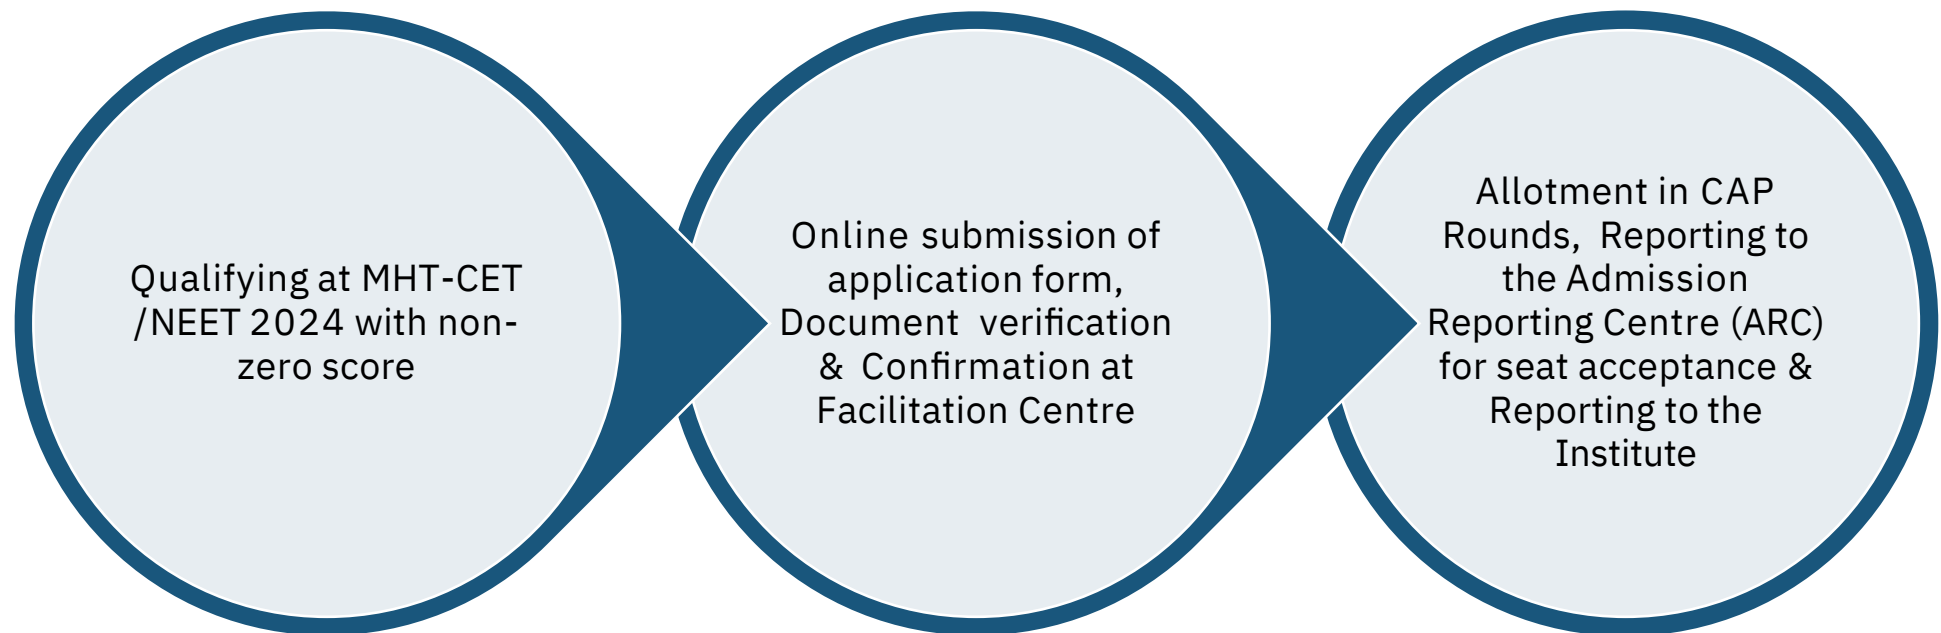 Qualifying at MHT-CET
/NEET 2024 with non-
zero score
Online submission of
application form,
Document  verification
&  Confirmation at
Facilitation Centre
Allotment in CAP
Rounds,  Reporting to
the Admission
Reporting Centre (ARC)
for seat acceptance &
Reporting to the
Institute